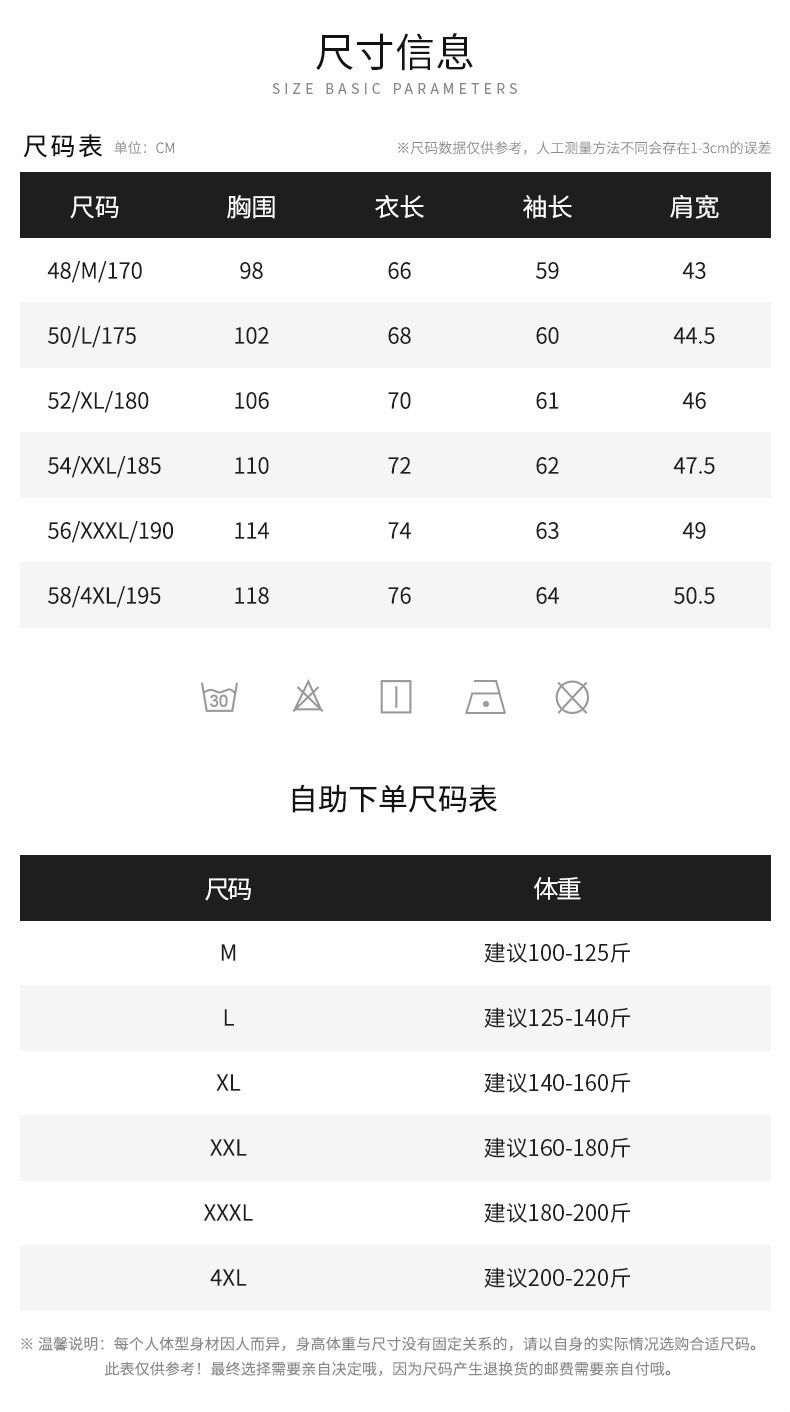 尺寸信息
SIZE BASIC PARAMETERS
尺码表 单位：CM ※尺码数据仅供参考，人工测量方法不同会存在1-3cm的误差
尺码 胸围 衣长 袖长 肩宽
48/M/170 98 66 59 43
50/L/175 102 68 60 44.5
52/XL/180 106 70 61 46
54/XXL/185 110 72 62 47.5
56/XXXL/190 114 74 63 49
58/4XL/195 118 76 64 50.5
30
自助下单尺码表
尺码 体重
M 建议100-125斤
L 建议125-140斤
XL 建议140-160斤
XXL 建议160-180斤
XXXL 建议180-200斤
4XL 建议200-220斤
※ 温馨说明：每个人体型身材因人而异，身高体重与尺寸没有固定关系的，请以自身的实际情况选购合适尺码。
此表仅供参考！最终选择需要亲自决定哦，因为尺码产生退换货的邮费需要亲自付哦。